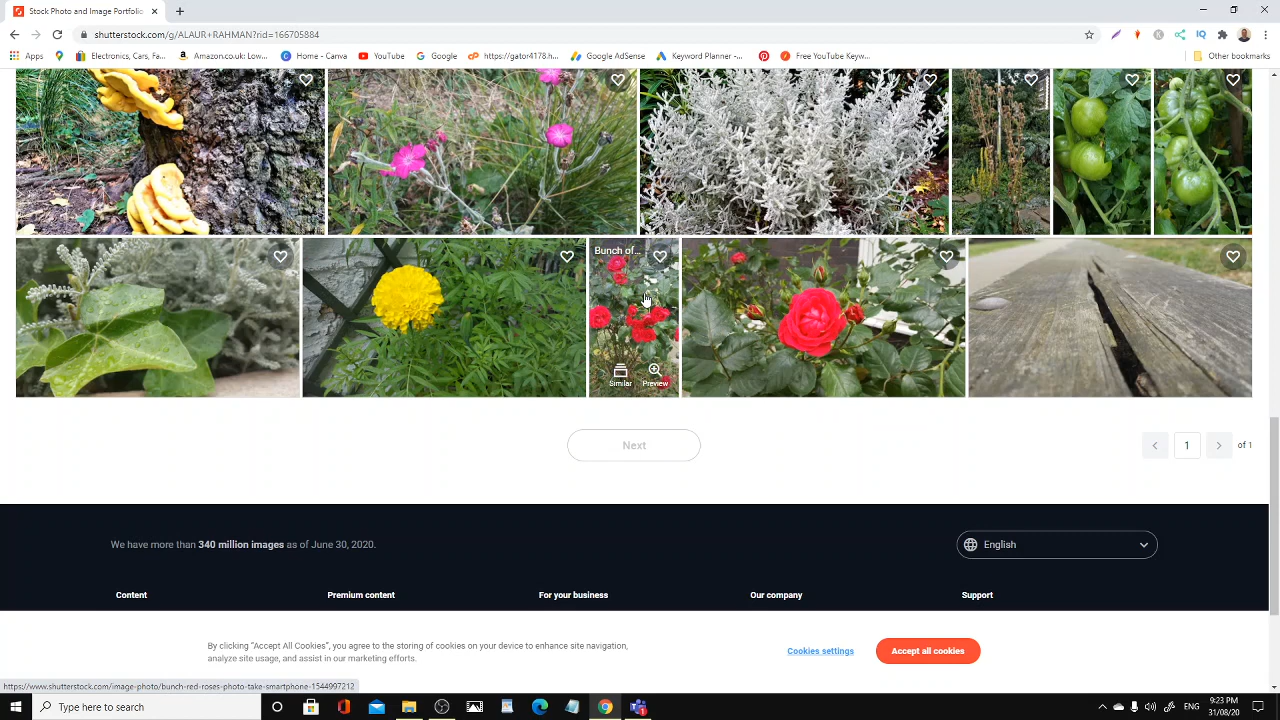 Stock Photo and Image Portfolio
shutterstock.com/g/ALAUR+RAHMAN?rid=166705884
Apps
Electronics, Cars, Fa...
Amazon.co.uk: Low...
Home - Canva
YouTube
Google
https://gator4178.h...
Google AdSense
Keyword Planner -...
Free YouTube Keyw...
Other bookmarks
Bunch of...
Similar
Preview
Next
1
of 1
We have more than 340 million images as of June 30, 2020.
English
Content
Premium content
For your business
Our company
Support
By clicking "Accept All Cookies", you agree to the storing of cookies on your device to enhance site navigation,
analyze site usage, and assist in our marketing efforts.
Cookies settings
Accept all cookies
https://www.shutterstock.com/image-photo/bunch-red-roses-photo-take-smartphone-1544997212
Type here to search
9:23 PM
31/08/20